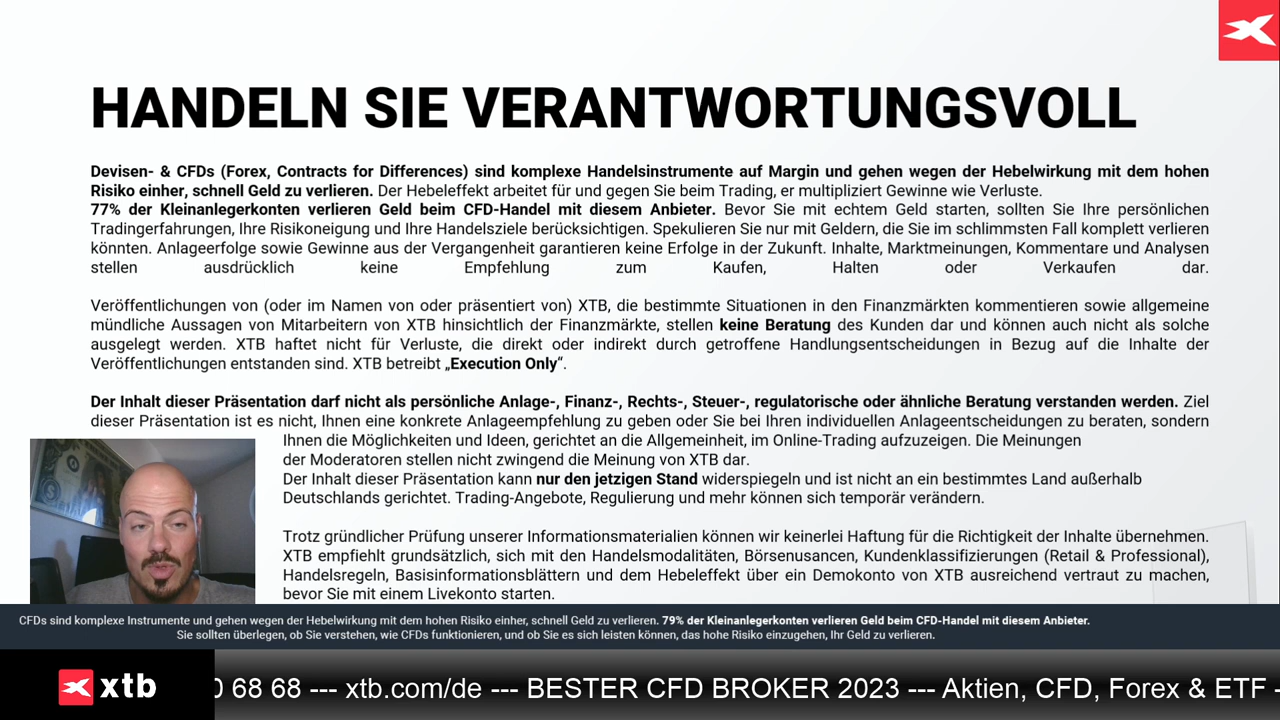 HANDELN SIE VERANTWORTUNGSVOLL
Devisen- & CFDs (Forex, Contracts for Differences) sind komplexe Handelsinstrumente auf Margin und gehen wegen der Hebelwirkung mit dem hohen
Risiko einher, schnell Geld zu verlieren. Der Hebeleffekt arbeitet für und gegen Sie beim Trading, er multipliziert Gewinne wie Verluste.
77% der Kleinanlegerkonten verlieren Geld beim CFD-Handel mit diesem Anbieter. Bevor Sie mit echtem Geld starten, sollten Sie Ihre persönlichen
Tradingerfahrungen, Ihre Risikoneigung und Ihre Handelsziele berücksichtigen. Spekulieren Sie nur mit Geldern, die Sie im schlimmsten Fall komplett verlieren
könnten. Anlageerfolge sowie Gewinne aus der Vergangenheit garantieren keine Erfolge in der Zukunft. Inhalte, Marktmeinungen, Kommentare und Analysen
stellen ausdrücklich keine Empfehlung zum Kaufen, Halten oder Verkaufen dar.
Veröffentlichungen von (oder im Namen von oder präsentiert von) XTB, die bestimmte Situationen in den Finanzmärkten kommentieren sowie allgemeine
mündliche Aussagen von Mitarbeitern von XTB hinsichtlich der Finanzmärkte, stellen keine Beratung des Kunden dar und können auch nicht als solche
ausgelegt werden. XTB haftet nicht für Verluste, die direkt oder indirekt durch getroffene Handlungsentscheidungen in Bezug auf die Inhalte der
Veröffentlichungen entstanden sind. XTB betreibt „Execution Only“.
Der Inhalt dieser Präsentation darf nicht als persönliche Anlage-, Finanz-, Rechts-, Steuer-, regulatorische oder ähnliche Beratung verstanden werden. Ziel
dieser Präsentation ist es nicht, Ihnen eine konkrete Anlageempfehlung zu geben oder Sie bei Ihren individuellen Anlageentscheidungen zu beraten, sondern
Ihnen die Möglichkeiten und Ideen, gerichtet an die Allgemeinheit, im Online-Trading aufzuzeigen. Die Meinungen
der Moderatoren stellen nicht zwingend die Meinung von XTB dar.
Der Inhalt dieser Präsentation kann nur den jetzigen Stand widerspiegeln und ist nicht an ein bestimmtes Land außerhalb
Deutschlands gerichtet. Trading-Angebote, Regulierung und mehr können sich temporär verändern.
Trotz gründlicher Prüfung unserer Informationsmaterialien können wir keinerlei Haftung für die Richtigkeit der Inhalte übernehmen.
XTB empfiehlt grundsätzlich, sich mit den Handelsmodalitäten, Börsenusancen, Kundenklassifizierungen (Retail & Professional),
Handelsregeln, Basisinformationsblättern und dem Hebeleffekt über ein Demokonto von XTB ausreichend vertraut zu machen,
bevor Sie mit einem Livekonto starten.
CFDs sind komplexe Instrumente und gehen wegen der Hebelwirkung mit dem hohen Risiko einher, schnell Geld zu verlieren. 79% der Kleinanlegerkonten verlieren Geld beim CFD-Handel mit diesem Anbieter.
Sie sollten überlegen, ob Sie verstehen, wie CFDs funktionieren, und ob Sie es sich leisten können, das hohe Risiko einzugehen, Ihr Geld zu verlieren.
xtb 0 68 68 --- xtb.com/de --- BESTER CFD BROKER 2023 --- Aktien, CFD, Forex & ETF -